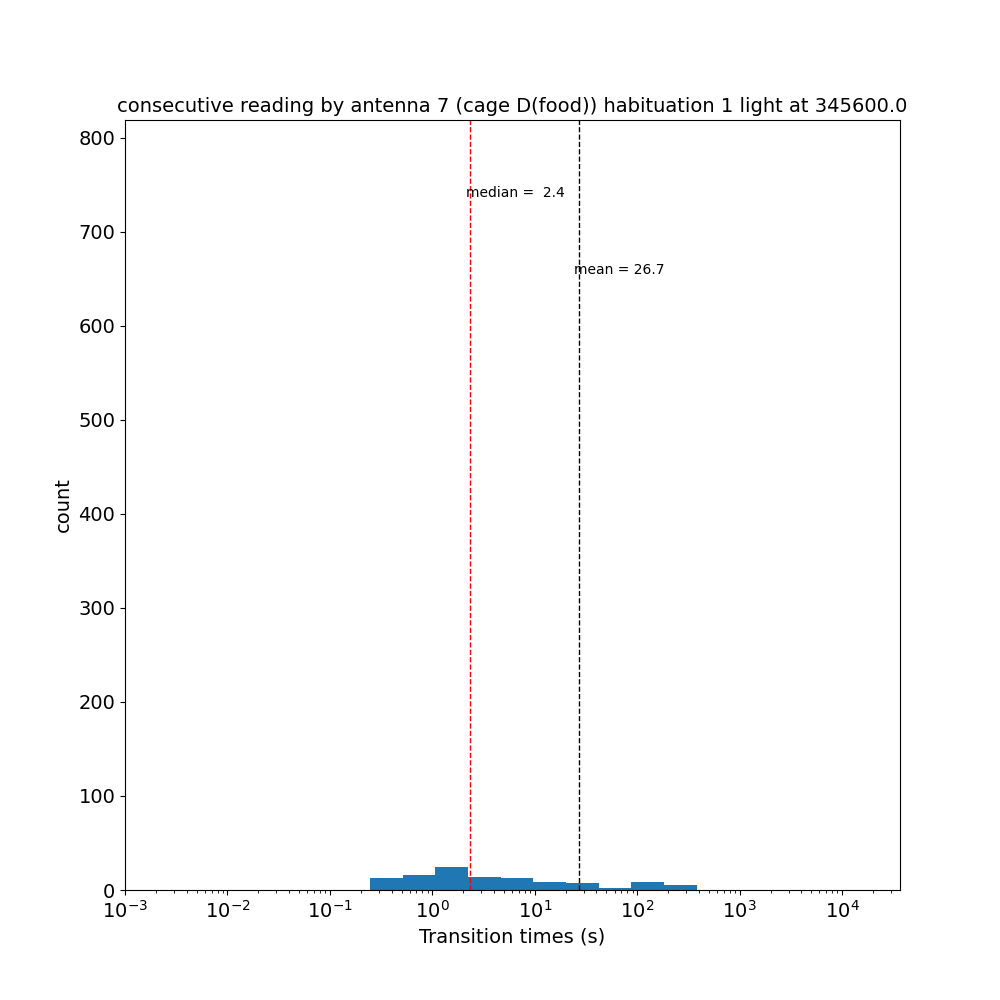 consecutive reading by antenna 7 (cage D(food)) habituation 1 light at 345600.0
800
median =  2.4
700
mean = 26.7
600
500
count
400
300
200
100
0
10⁻³ 10⁻² 10⁻¹ 10⁰ 10¹ 10² 10³ 10⁴
Transition times (s)